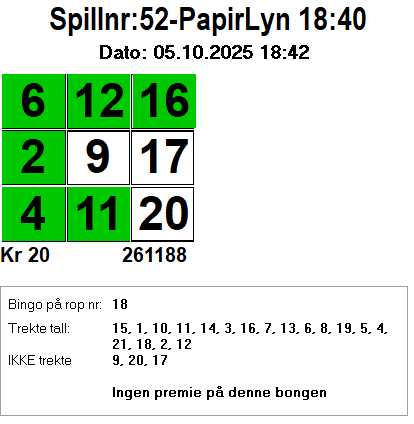 Spillnr:52-PapirLyn 18:40
Dato: 05.10.2025 18:42
6 12 16
2 9 17
4 11 20
Kr 20 261188
Bingo på rop nr: 18
Trekte tall: 15, 1, 10, 11, 14, 3, 16, 7, 13, 6, 8, 19, 5, 4,
21, 18, 2, 12
IKKE trekte 9, 20, 17
Ingen premie på denne bongen